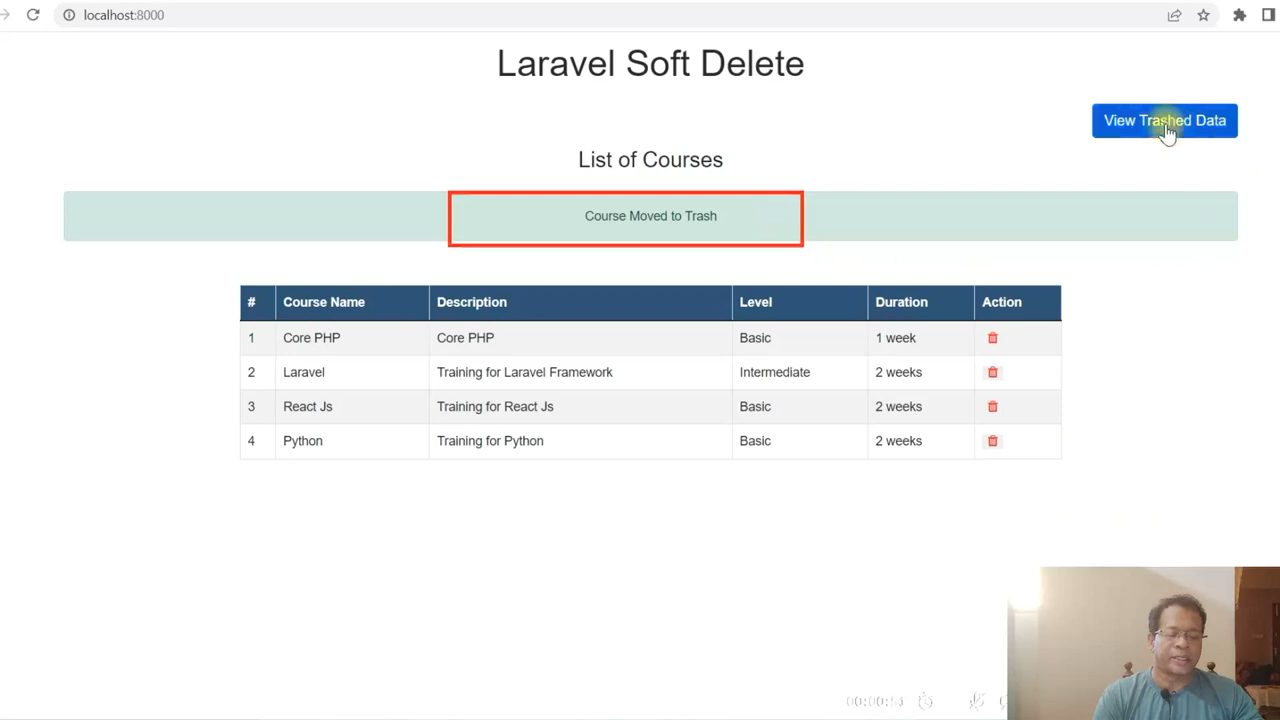 localhost:8000
Laravel Soft Delete
View Trashed Data
List of Courses
Course Moved to Trash
# Course Name Description Level Duration Action
1 Core PHP Core PHP Basic 1 week
2 Laravel Training for Laravel Framework Intermediate 2 weeks
3 React Js Training for React Js Basic 2 weeks
4 Python Training for Python Basic 2 weeks